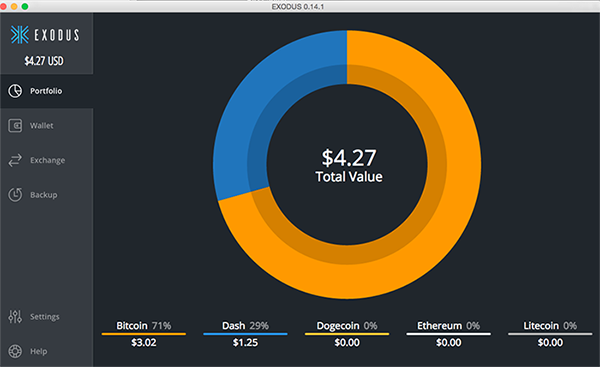 EXODUS 0.14.1
EXODUS
$4.27 USD
Portfolio
Wallet
Exchange
Backup
Settings
Help
$4.27
Total Value
Bitcoin 71%
$3.02
Dash 29%
$1.25
Dogecoin 0%
$0.00
Ethereum 0%
$0.00
Litecoin 0%
$0.00